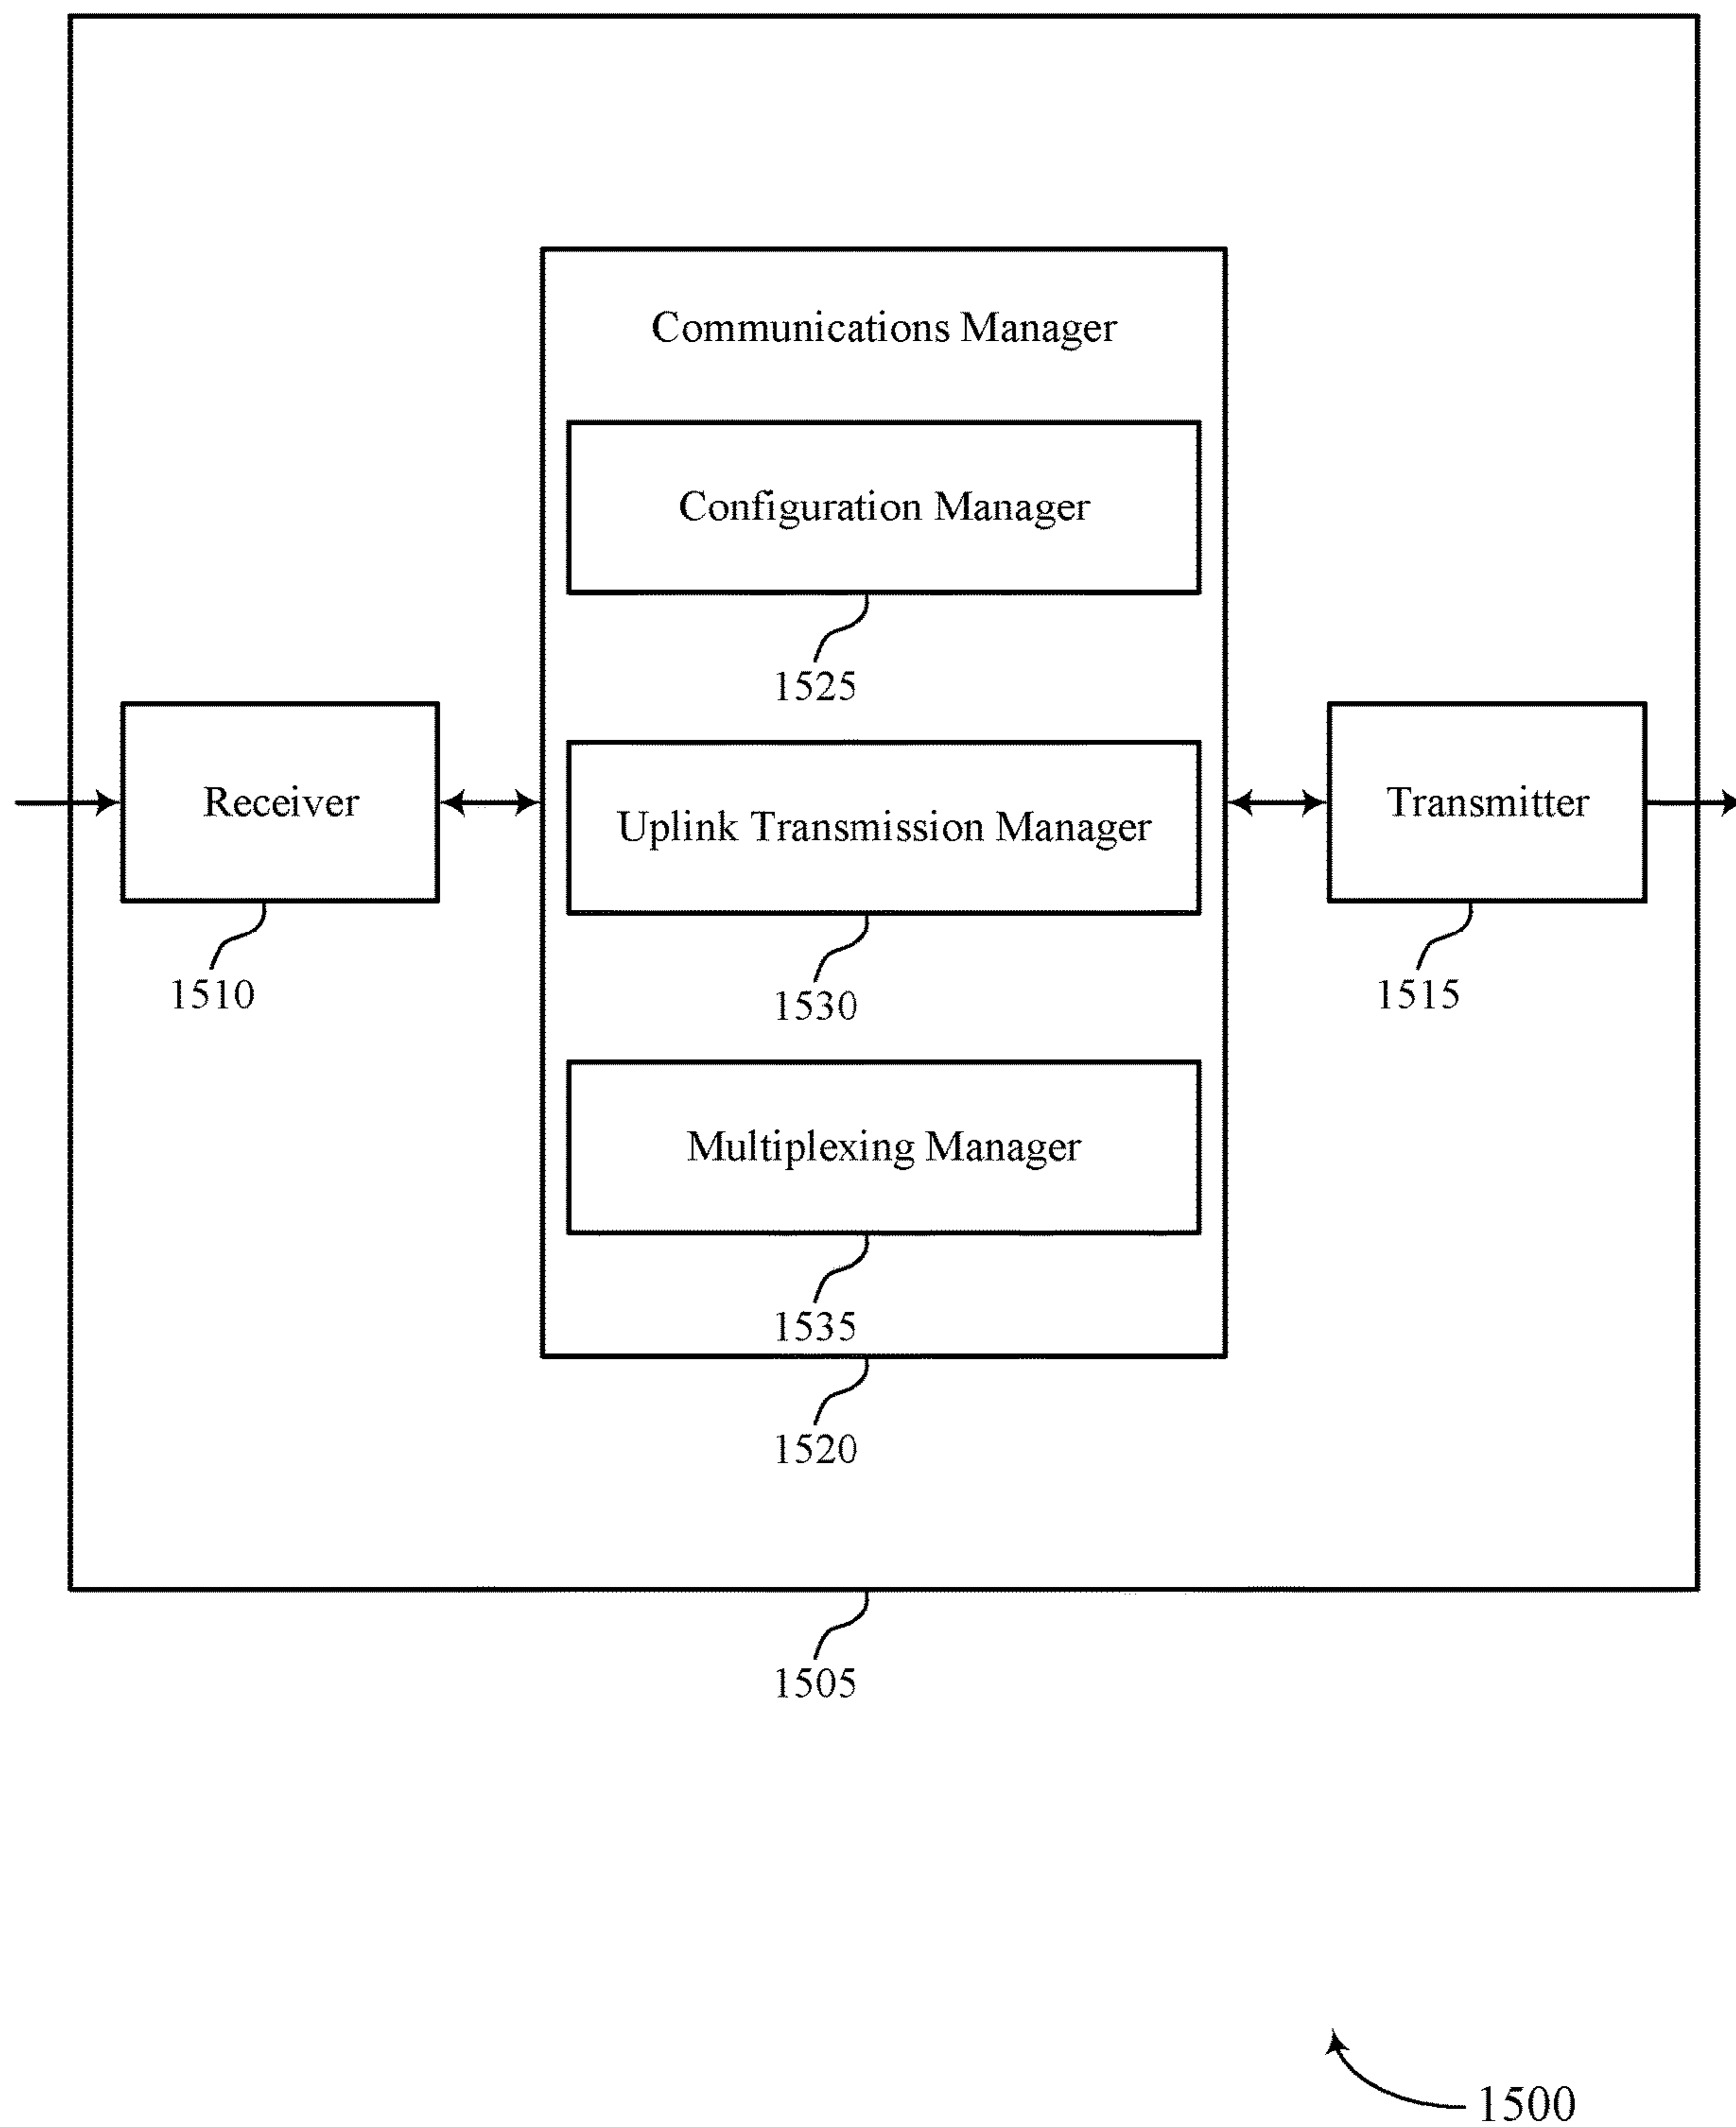 Communications Manager
Configuration Manager
1525
Receiver
1510
Uplink Transmission Manager
1530
Transmitter
1515
Multiplexing Manager
1535
1520
1505
1500